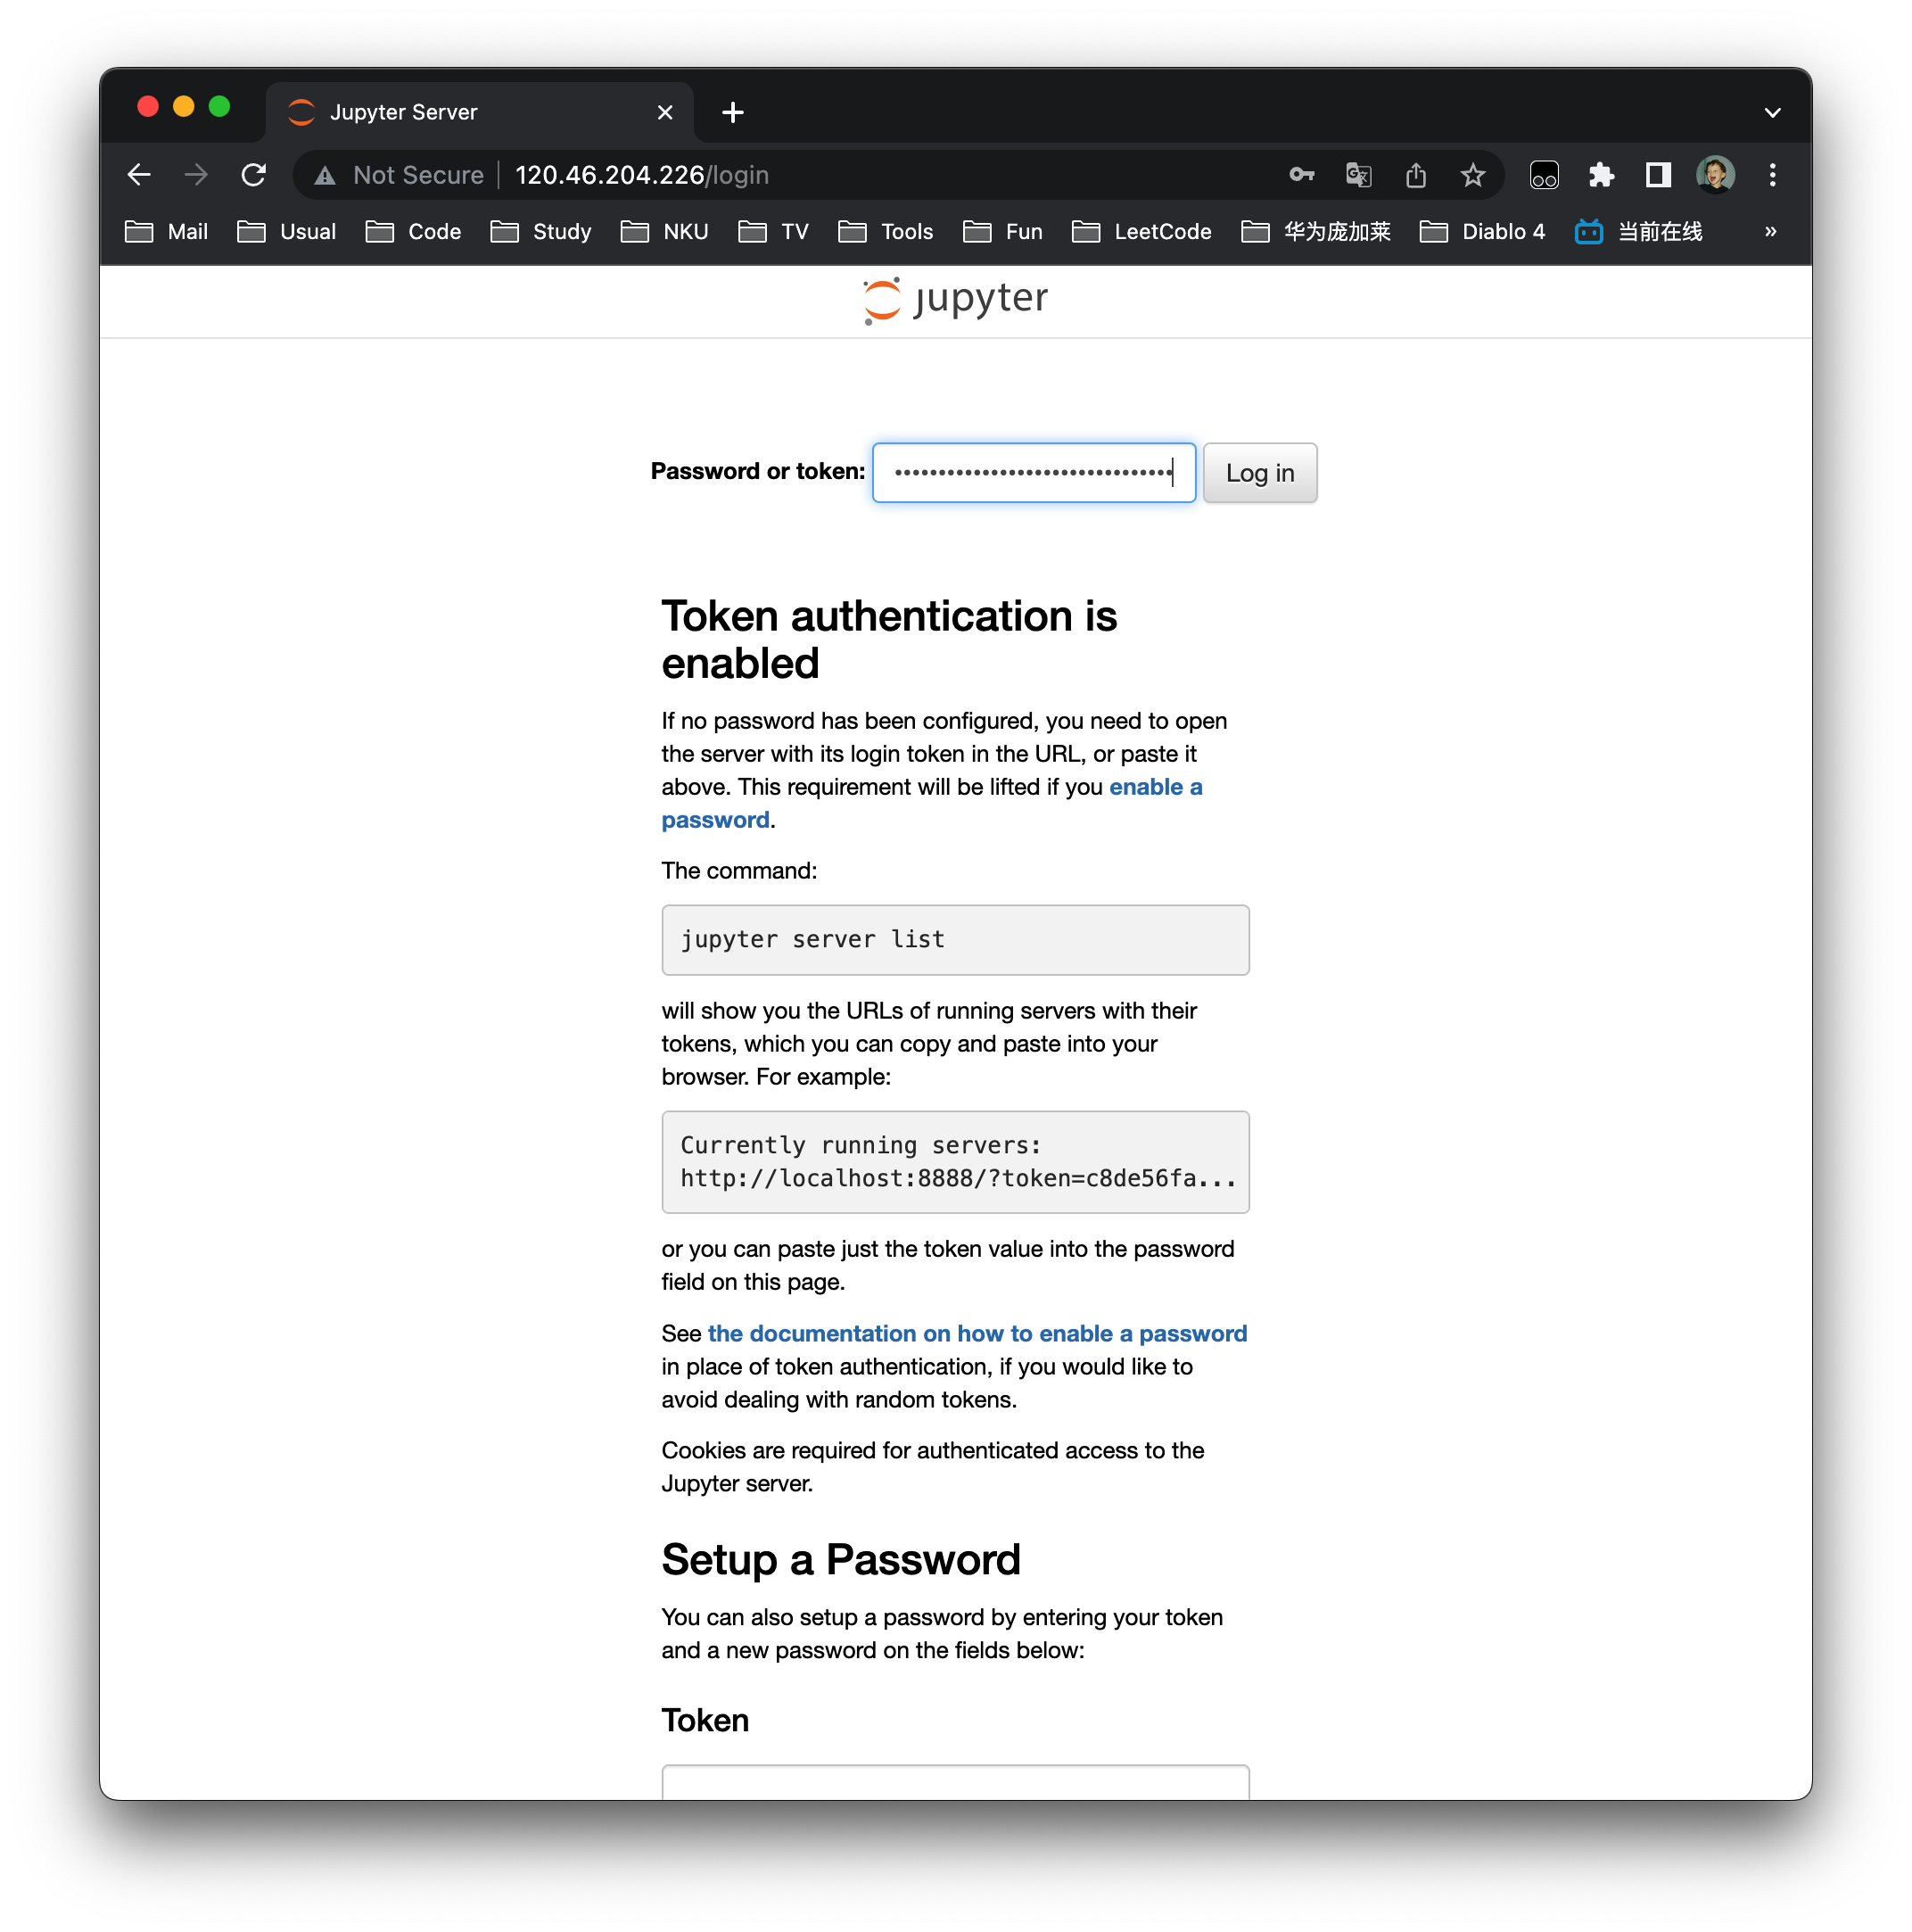 Jupyter Server
Not Secure 120.46.204.226/login
Mail Usual Code Study NKU TV Tools Fun LeetCode 华为庞加莱 Diablo 4 当前在线 »
jupyter
Password or token: •••••••••••••••••••••••••••••••• Log in
Token authentication is
enabled
If no password has been configured, you need to open
the server with its login token in the URL, or paste it
above. This requirement will be lifted if you enable a
password.
The command:
jupyter server list
will show you the URLs of running servers with their
tokens, which you can copy and paste into your
browser. For example:
Currently running servers:
http://localhost:8888/?token=c8de56fa...
or you can paste just the token value into the password
field on this page.
See the documentation on how to enable a password
in place of token authentication, if you would like to
avoid dealing with random tokens.
Cookies are required for authenticated access to the
Jupyter server.
Setup a Password
You can also setup a password by entering your token
and a new password on the fields below:
Token